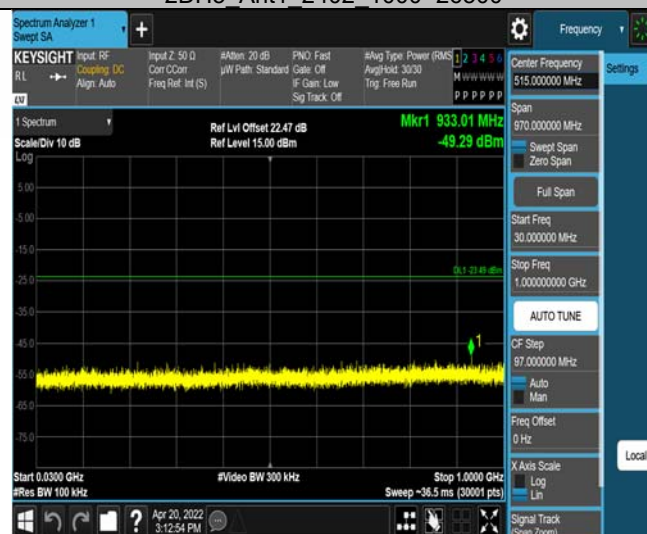 Spectrum Analyzer 1
Swept SA
Frequency
KEYSIGHT
RL
Input: RF
Coupling: DC
Align: Auto
Input Z: 50 Ω
Corr CCorr
Freq Ref: Int (S)
#Atten: 20 dB
µW Path: Standard
PNO: Fast
Gate: Off
IF Gain: Low
Sig Track: Off
#Avg Type: Power (RMS)
Avg|Hold: 30/30
Trig: Free Run
1 2 3 4 5 6
M W W W W W
P P P P P P
1 Spectrum
Scale/Div 10 dB
Log
Ref Lvl Offset 22.47 dB
Ref Level 15.00 dBm
Mkr1 933.01 MHz
-49.29 dBm
5.00
-5.00
-15.0
DL1 -23.49 dBm
-25.0
-35.0
-45.0
1
-55.0
-65.0
-75.0
Start 0.0300 GHz
#Res BW 100 kHz
#Video BW 300 kHz
Stop 1.0000 GHz
Sweep ~36.5 ms (30001 pts)
Apr 20, 2022
3:12:54 PM
Center Frequency
515.000000 MHz
Span
970.000000 MHz
Swept Span
Zero Span
Full Span
Start Freq
30.000000 MHz
Stop Freq
1.000000000 GHz
AUTO TUNE
CF Step
97.000000 MHz
Auto
Man
Freq Offset
0 Hz
X Axis Scale
Log
Lin
Signal Track
(Span Zoom)
Settings
Local